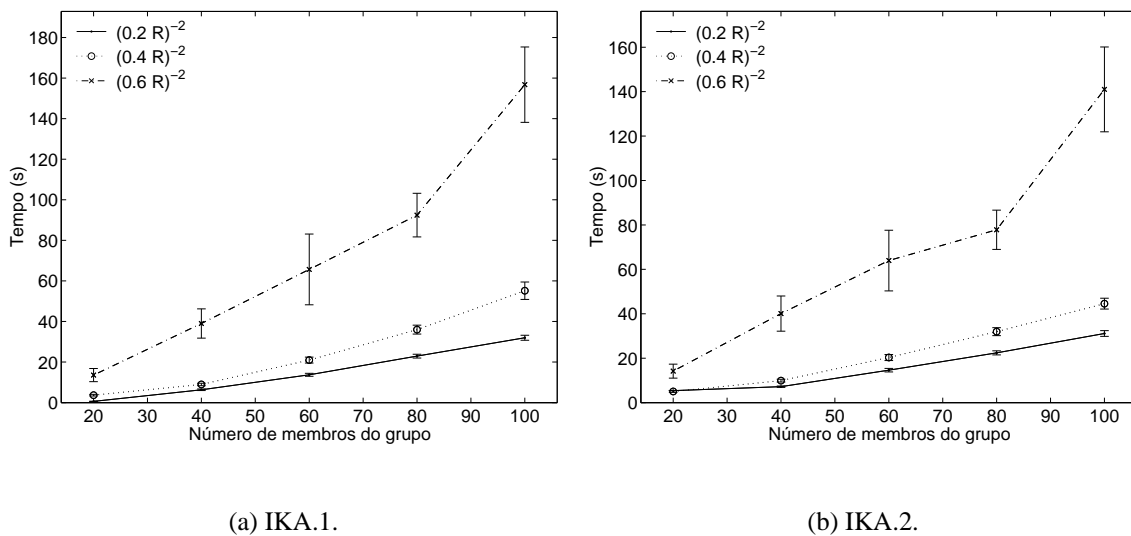 (0.2 R)⁻²
(0.4 R)⁻²
(0.6 R)⁻²
180
160
140
120
100
80
60
40
20
0
Tempo (s)
20 30 40 50 60 70 80 90 100
Número de membros do grupo
(a) IKA.1.
(0.2 R)⁻²
(0.4 R)⁻²
(0.6 R)⁻²
160
140
120
100
80
60
40
20
0
Tempo (s)
20 30 40 50 60 70 80 90 100
Número de membros do grupo
(b) IKA.2.